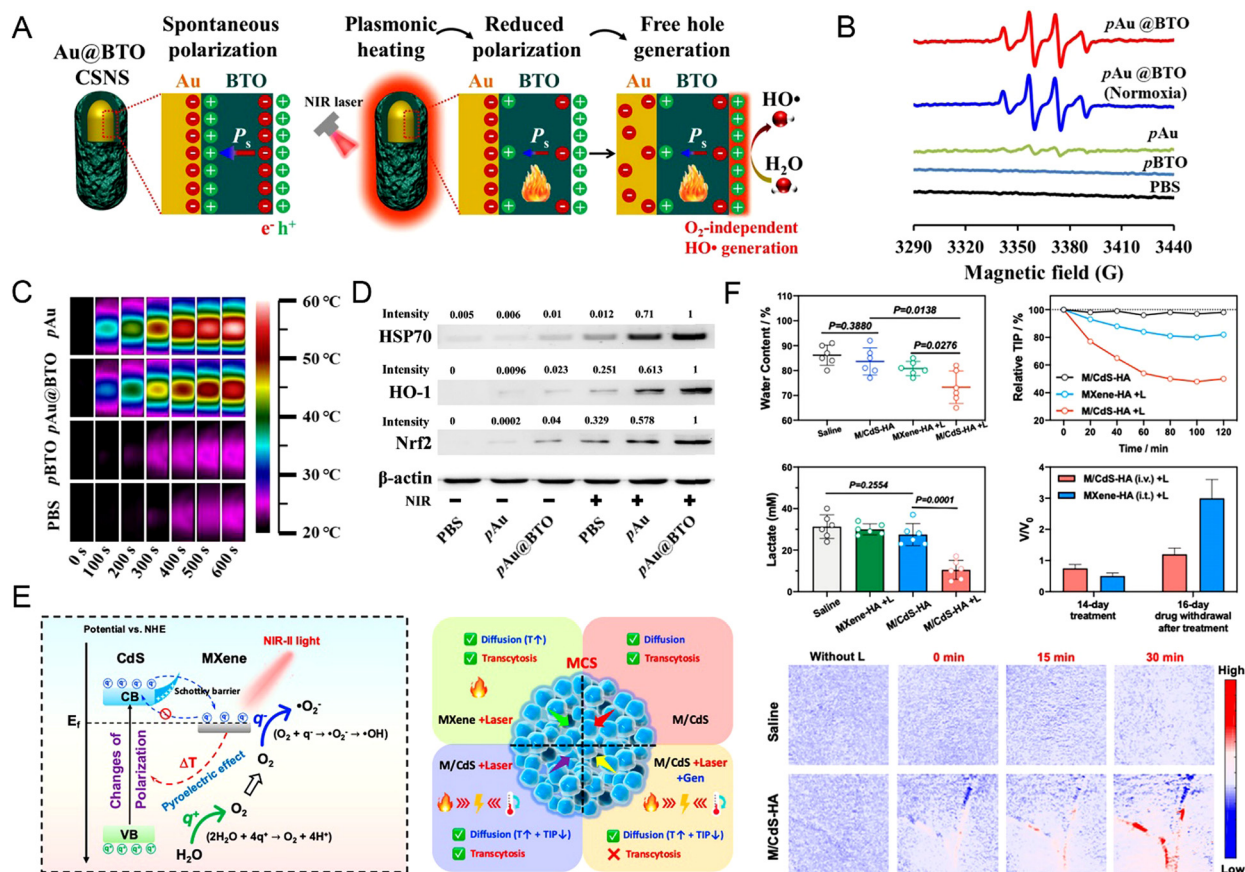 A
Au@BTO
CSNS
Spontaneous
polarization
Au BTO
Ps
e⁻ h⁺
Plasmonic
heating
NIR laser
Reduced
polarization
Au BTO
Ps
Free hole
generation
Au BTO
Ps
HO•
H₂O
O₂-independent
HO• generation
B
pAu @BTO
pAu @BTO
(Normoxia)
pAu
pBTO
PBS
3290 3320 3350 3380 3410 3440
Magnetic field (G)
C
pAu
pAu@BTO
pBTO
PBS
0 s 100 s 200 s 300 s 400 s 500 s 600 s
60 °C
50 °C
40 °C
30 °C
20 °C
D
Intensity 0.005 0.006 0.01 0.012 0.71 1
HSP70
Intensity 0 0.0096 0.023 0.251 0.613 1
HO-1
Intensity 0 0.0002 0.04 0.329 0.578 1
Nrf2
β-actin
NIR − − − + + +
PBS pAu pAu@BTO PBS pAu pAu@BTO
E
Potential vs. NHE
CdS MXene
NIR-II light
Schottky barrier
CB
Ef
q⁻
•O₂⁻
(O₂ + q⁻ → •O₂⁻ → •OH)
ΔT
Pyroelectric effect
O₂
Changes of
Polarization
q⁺
O₂
(2H₂O + 4q⁺ → O₂ + 4H⁺)
VB
H₂O
Diffusion (T↑)
Transcytosis
MXene +Laser
MCS
Diffusion
Transcytosis
M/CdS
M/CdS +Laser
Diffusion (T↑ + TIP↓)
Transcytosis
M/CdS +Laser
+Gen
Diffusion (T↑ + TIP↓)
Transcytosis
F
Water Content / %
110
100
90
80
70
60
P=0.0138
P=0.3880
P=0.0276
Saline M/CdS-HA MXene-HA +L M/CdS-HA +L
Relative TIP / %
100
80
60
40
20
0
M/CdS-HA
MXene-HA +L
M/CdS-HA +L
0 20 40 60 80 100 120
Time / min
Lactate (mM)
60
40
20
0
P=0.2554
P=0.0001
Saline MXene-HA +L M/CdS-HA M/CdS-HA +L
V/V₀
6
4
2
0
M/CdS-HA (i.v.) +L
MXene-HA (i.t.) +L
14-day
treatment
16-day
drug withdrawal
after treatment
Without L 0 min 15 min 30 min
Saline
M/CdS-HA
High
Low